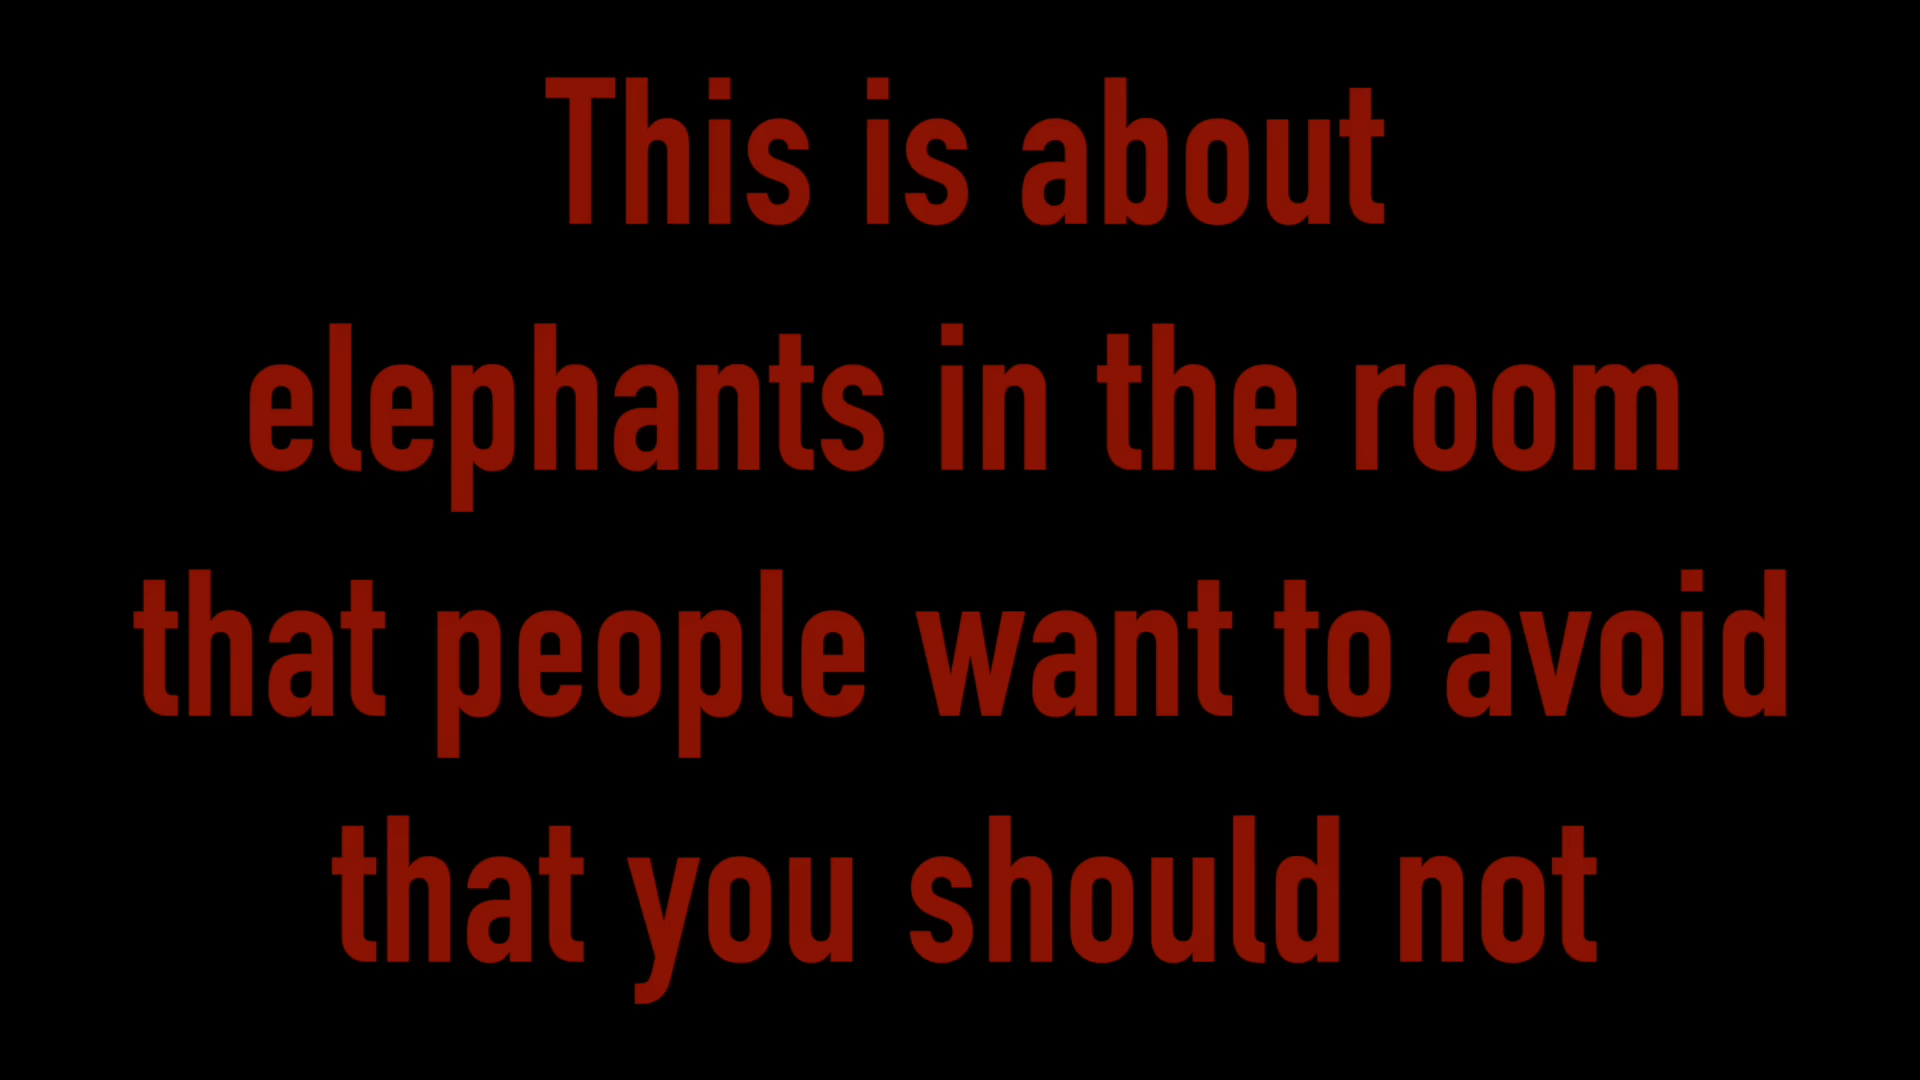 This is about
elephants in the room
that people want to avoid
that you should not